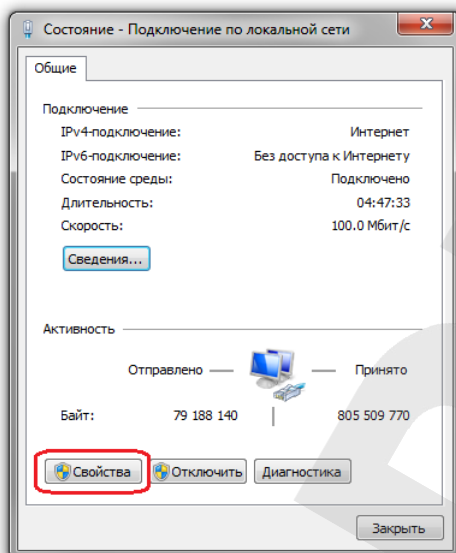 Состояние - Подключение по локальной сети
Общие
Подключение
IPv4-подключение: Интернет
IPv6-подключение: Без доступа к Интернету
Состояние среды: Подключено
Длительность: 04:47:33
Скорость: 100.0 Мбит/с
Сведения...
Активность
Отправлено — — Принято
Байт: 79 188 140 | 805 509 770
Свойства Отключить Диагностика
Закрыть